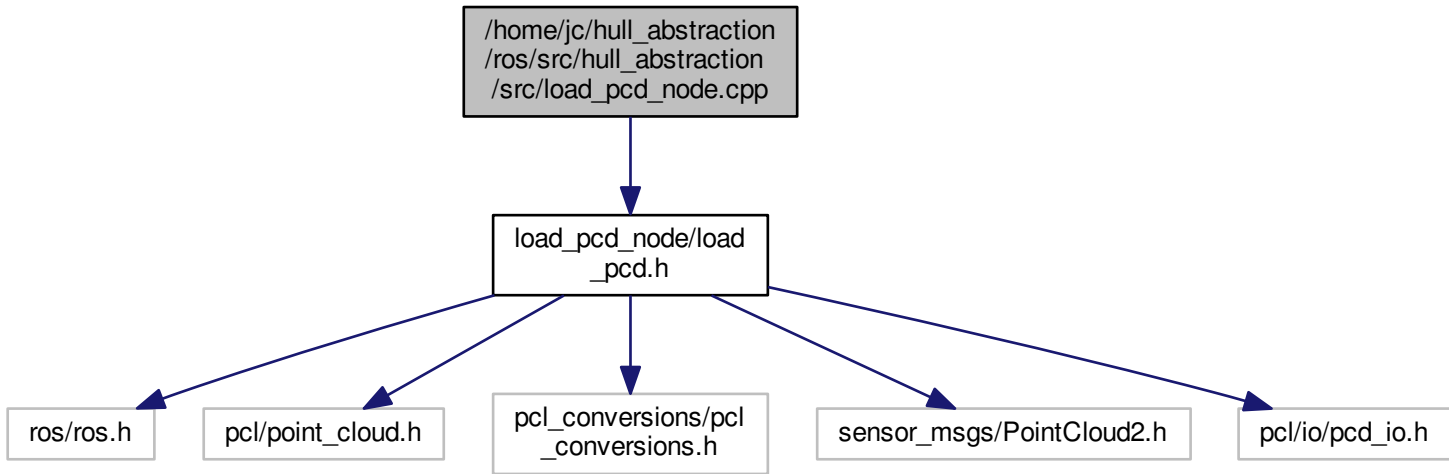 /home/jc/hull_abstraction
/ros/src/hull_abstraction
/src/load_pcd_node.cpp
load_pcd_node/load
_pcd.h
ros/ros.h
pcl/point_cloud.h
pcl_conversions/pcl
_conversions.h
sensor_msgs/PointCloud2.h
pcl/io/pcd_io.h